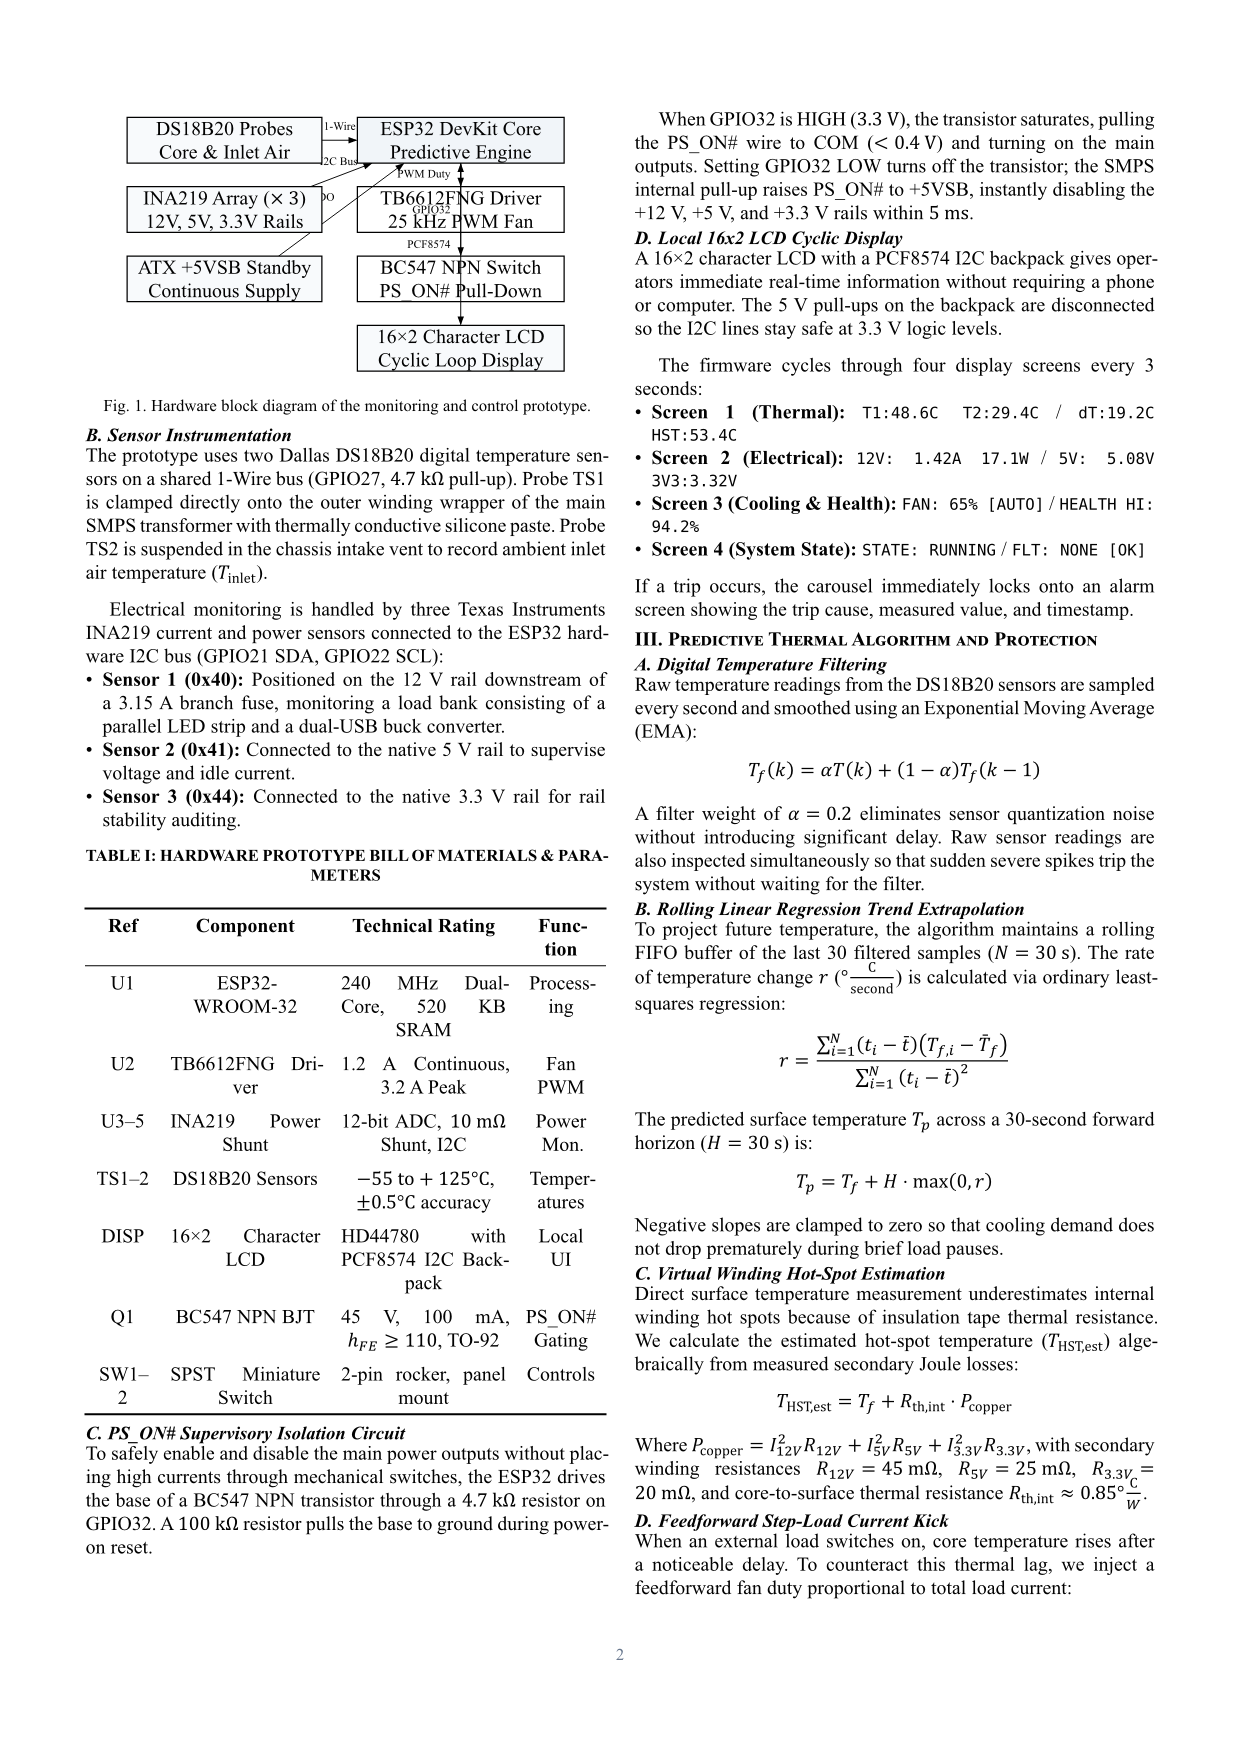 DS18B20 Probes
Core & Inlet Air
1-Wire
ESP32 DevKit Core
Predictive Engine
I2C Bus
PWM Duty
INA219 Array (× 3)
12V, 5V, 3.3V Rails
DO
TB6612FNG Driver
GPIO32
25 kHz PWM Fan
PCF8574
ATX +5VSB Standby
Continuous Supply
BC547 NPN Switch
PS_ON# Pull-Down
16×2 Character LCD
Cyclic Loop Display
Fig. 1. Hardware block diagram of the monitoring and control prototype.
B. Sensor Instrumentation
The prototype uses two Dallas DS18B20 digital temperature sen-
sors on a shared 1-Wire bus (GPIO27, 4.7 kΩ pull-up). Probe TS1
is clamped directly onto the outer winding wrapper of the main
SMPS transformer with thermally conductive silicone paste. Probe
TS2 is suspended in the chassis intake vent to record ambient inlet
air temperature (T_inlet).
Electrical monitoring is handled by three Texas Instruments
INA219 current and power sensors connected to the ESP32 hard-
ware I2C bus (GPIO21 SDA, GPIO22 SCL):
• Sensor 1 (0x40): Positioned on the 12 V rail downstream of
a 3.15 A branch fuse, monitoring a load bank consisting of a
parallel LED strip and a dual-USB buck converter.
• Sensor 2 (0x41): Connected to the native 5 V rail to supervise
voltage and idle current.
• Sensor 3 (0x44): Connected to the native 3.3 V rail for rail
stability auditing.
TABLE I: HARDWARE PROTOTYPE BILL OF MATERIALS & PARA-
METERS
Ref Component Technical Rating Func-
tion
U1 ESP32- 240 MHz Dual- Process-
WROOM-32 Core, 520 KB ing
SRAM
U2 TB6612FNG Dri- 1.2 A Continuous, Fan
ver 3.2 A Peak PWM
U3–5 INA219 Power 12-bit ADC, 10 mΩ Power
Shunt Shunt, I2C Mon.
TS1–2 DS18B20 Sensors −55 to + 125°C, Temper-
±0.5°C accuracy atures
DISP 16×2 Character HD44780 with Local
LCD PCF8574 I2C Back- UI
pack
Q1 BC547 NPN BJT 45 V, 100 mA, PS_ON#
h_FE ≥ 110, TO-92 Gating
SW1– SPST Miniature 2-pin rocker, panel Controls
2 Switch mount
C. PS_ON# Supervisory Isolation Circuit
To safely enable and disable the main power outputs without plac-
ing high currents through mechanical switches, the ESP32 drives
the base of a BC547 NPN transistor through a 4.7 kΩ resistor on
GPIO32. A 100 kΩ resistor pulls the base to ground during power-
on reset.
When GPIO32 is HIGH (3.3 V), the transistor saturates, pulling
the PS_ON# wire to COM (< 0.4 V) and turning on the main
outputs. Setting GPIO32 LOW turns off the transistor; the SMPS
internal pull-up raises PS_ON# to +5VSB, instantly disabling the
+12 V, +5 V, and +3.3 V rails within 5 ms.
D. Local 16x2 LCD Cyclic Display
A 16×2 character LCD with a PCF8574 I2C backpack gives oper-
ators immediate real-time information without requiring a phone
or computer. The 5 V pull-ups on the backpack are disconnected
so the I2C lines stay safe at 3.3 V logic levels.
The firmware cycles through four display screens every 3
seconds:
• Screen 1 (Thermal): T1:48.6C T2:29.4C / dT:19.2C
HST:53.4C
• Screen 2 (Electrical): 12V: 1.42A 17.1W / 5V: 5.08V
3V3:3.32V
• Screen 3 (Cooling & Health): FAN: 65% [AUTO] / HEALTH HI:
94.2%
• Screen 4 (System State): STATE: RUNNING / FLT: NONE [OK]
If a trip occurs, the carousel immediately locks onto an alarm
screen showing the trip cause, measured value, and timestamp.
III. Predictive Thermal Algorithm and Protection
A. Digital Temperature Filtering
Raw temperature readings from the DS18B20 sensors are sampled
every second and smoothed using an Exponential Moving Average
(EMA):
T_f(k) = αT(k) + (1 − α)T_f(k − 1)
A filter weight of α = 0.2 eliminates sensor quantization noise
without introducing significant delay. Raw sensor readings are
also inspected simultaneously so that sudden severe spikes trip the
system without waiting for the filter.
B. Rolling Linear Regression Trend Extrapolation
To project future temperature, the algorithm maintains a rolling
FIFO buffer of the last 30 filtered samples (N = 30 s). The rate
of temperature change r (° C/second) is calculated via ordinary least-
squares regression:
r = ∑_{i=1}^{N}(t_i − t̄)(T_{f,i} − T̄_f) / ∑_{i=1}^{N} (t_i − t̄)²
The predicted surface temperature T_p across a 30-second forward
horizon (H = 30 s) is:
T_p = T_f + H · max(0, r)
Negative slopes are clamped to zero so that cooling demand does
not drop prematurely during brief load pauses.
C. Virtual Winding Hot-Spot Estimation
Direct surface temperature measurement underestimates internal
winding hot spots because of insulation tape thermal resistance.
We calculate the estimated hot-spot temperature (T_HST,est) alge-
braically from measured secondary Joule losses:
T_HST,est = T_f + R_th,int · P_copper
Where P_copper = I²_12V R_12V + I²_5V R_5V + I²_3.3V R_3.3V, with secondary
winding resistances R_12V = 45 mΩ, R_5V = 25 mΩ, R_3.3V =
20 mΩ, and core-to-surface thermal resistance R_th,int ≈ 0.85° C/W.
D. Feedforward Step-Load Current Kick
When an external load switches on, core temperature rises after
a noticeable delay. To counteract this thermal lag, we inject a
feedforward fan duty proportional to total load current:
2